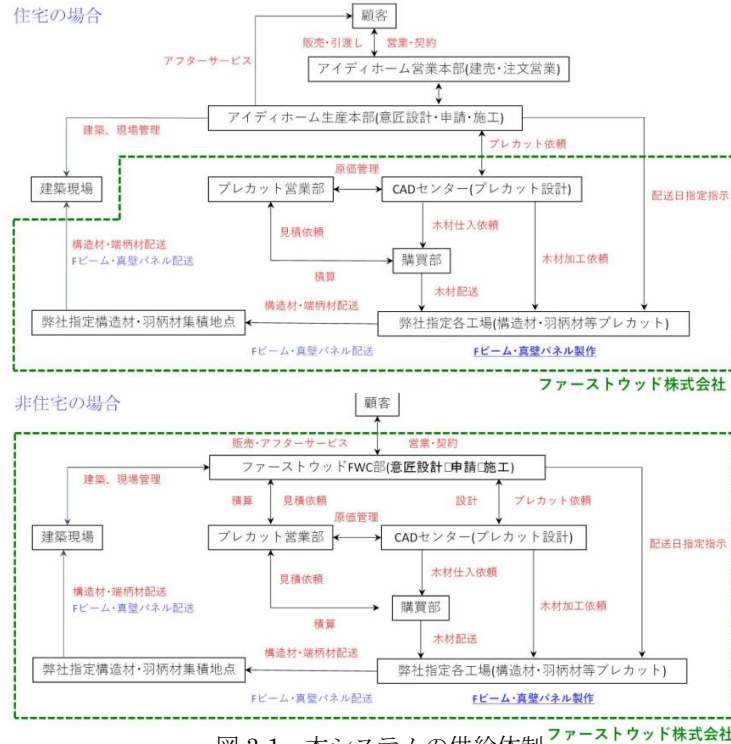 住宅の場合
顧客
販売・引渡し 営業・契約
アフターサービス
アイディホーム営業本部(建売・注文営業)
アイディホーム生産本部(意匠設計・申請・施工)
建築、現場管理
プレカット依頼
原価管理
建築現場
プレカット営業部
CADセンター(プレカット設計)
配送日指定指示
見積依頼
木材仕入依頼
木材加工依頼
構造材・端柄材配送
Fビーム・真壁パネル配送
購買部
積算
木材配送
構造材・端柄材配送
弊社指定構造材・羽柄材集積地点
弊社指定各工場(構造材・羽柄材等プレカット)
Fビーム・真壁パネル配送
Fビーム・真壁パネル製作
ファーストウッド株式会社
非住宅の場合
顧客
販売・アフターサービス 営業・契約
ファーストウッドFWC部(意匠設計□申請□施工)
建築、現場管理
積算 見積依頼
設計 プレカット依頼
原価管理
建築現場
プレカット営業部
CADセンター(プレカット設計)
配送日指定指示
見積依頼
木材仕入依頼
構造材・端柄材配送
Fビーム・真壁パネル配送
購買部
木材加工依頼
積算
木材配送
構造材・端柄材配送
弊社指定構造材・羽柄材集積地点
弊社指定各工場(構造材・羽柄材等プレカット)
Fビーム・真壁パネル配送
Fビーム・真壁パネル製作
ファーストウッド株式会社